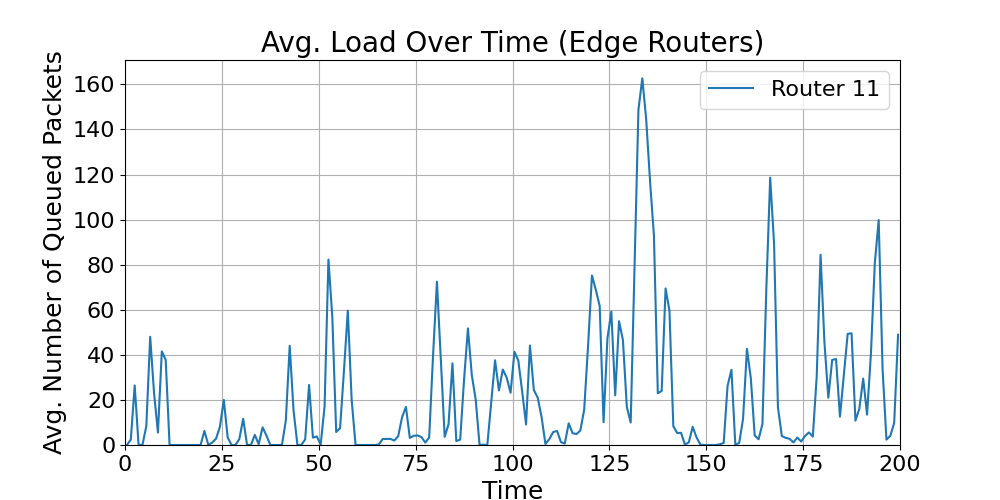 Avg. Load Over Time (Edge Routers)
Avg. Number of Queued Packets
160
140
120
100
80
60
40
20
0
Router 11
0 25 50 75 100 125 150 175 200
Time